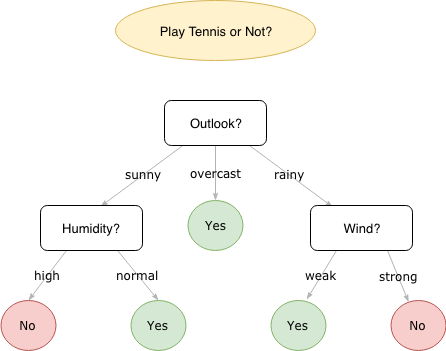 Play Tennis or Not?
Outlook?
sunny
overcast
rainy
Humidity?
Yes
Wind?
high
normal
weak
strong
No
Yes
Yes
No